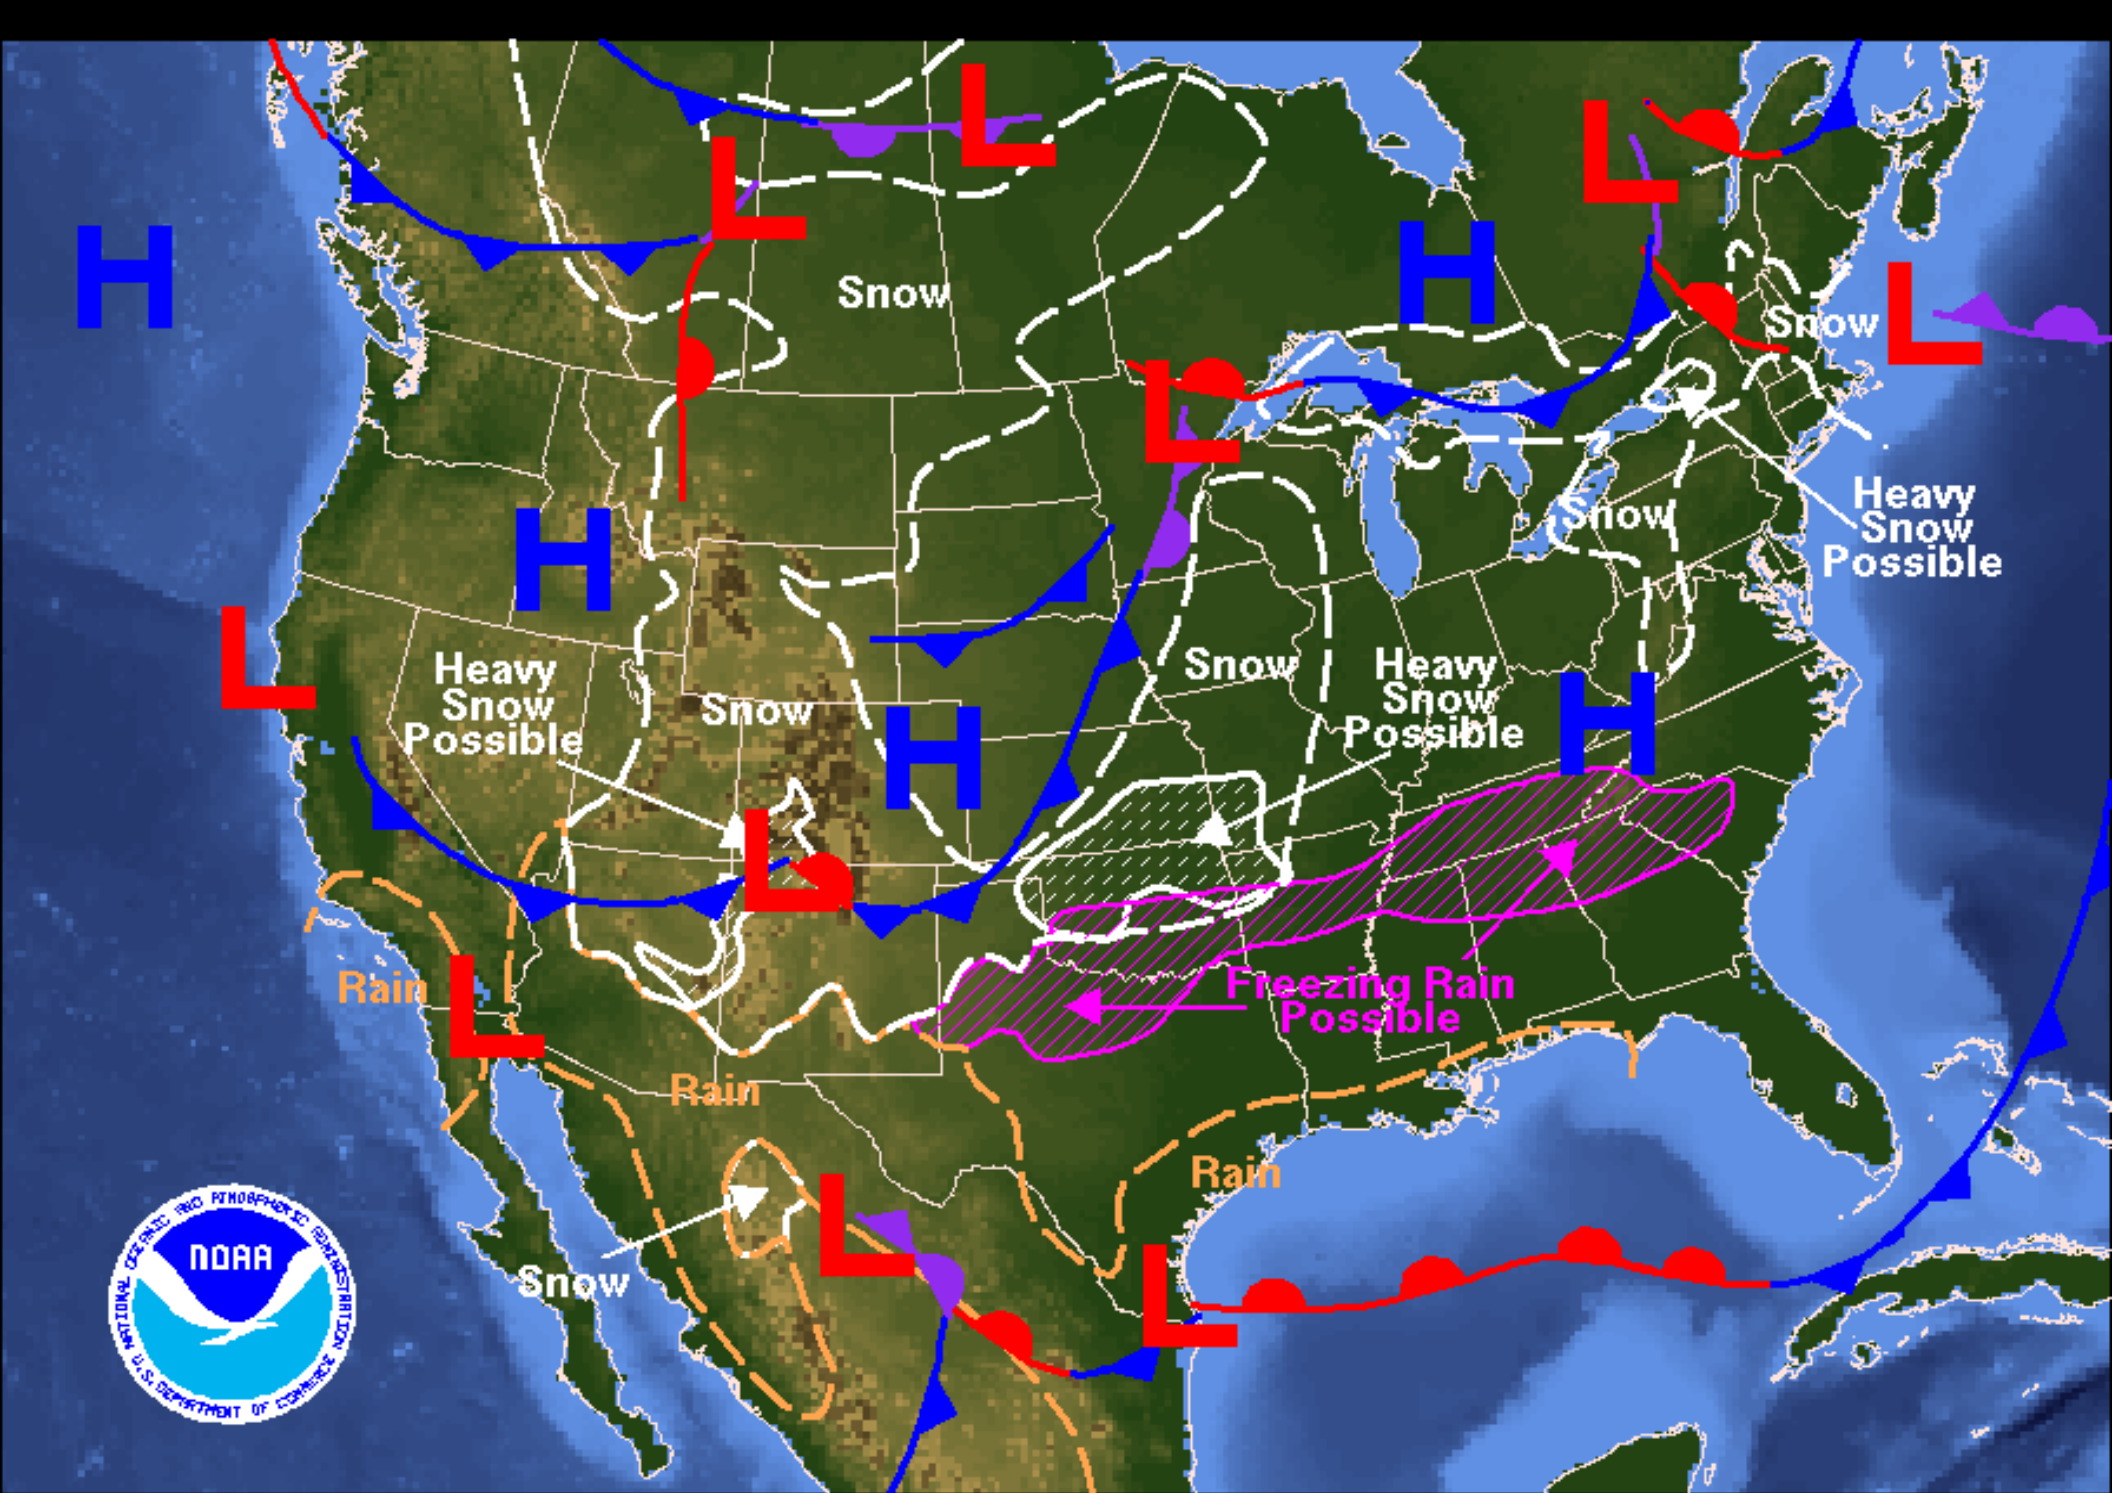 L
L
L
H
H
Snow
L
Snow
L
H
Heavy
Snow
Possible
Snow
L
Heavy
Snow
Possible
Snow
Snow
Heavy
Snow
Possible
H
H
L
Rain
L
Freezing Rain
Possible
Rain
Rain
L
Snow
L
NOAA
NATIONAL OCEANIC AND ATMOSPHERIC ADMINISTRATION
U.S. DEPARTMENT OF COMMERCE